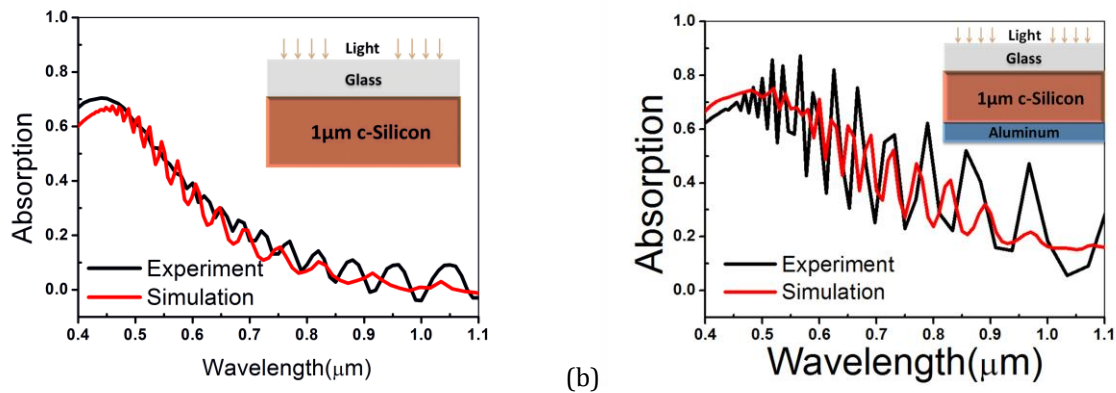 1.0
0.8
0.6
0.4
0.2
0.0
Absorption
Light
Glass
1µm c-Silicon
Experiment
Simulation
0.4 0.5 0.6 0.7 0.8 0.9 1.0 1.1
Wavelength(µm)
(b)
1.0
0.8
0.6
0.4
0.2
0.0
Absorption
Light
Glass
1µm c-Silicon
Aluminum
Experiment
Simulation
0.4 0.5 0.6 0.7 0.8 0.9 1.0 1.1
Wavelength(µm)